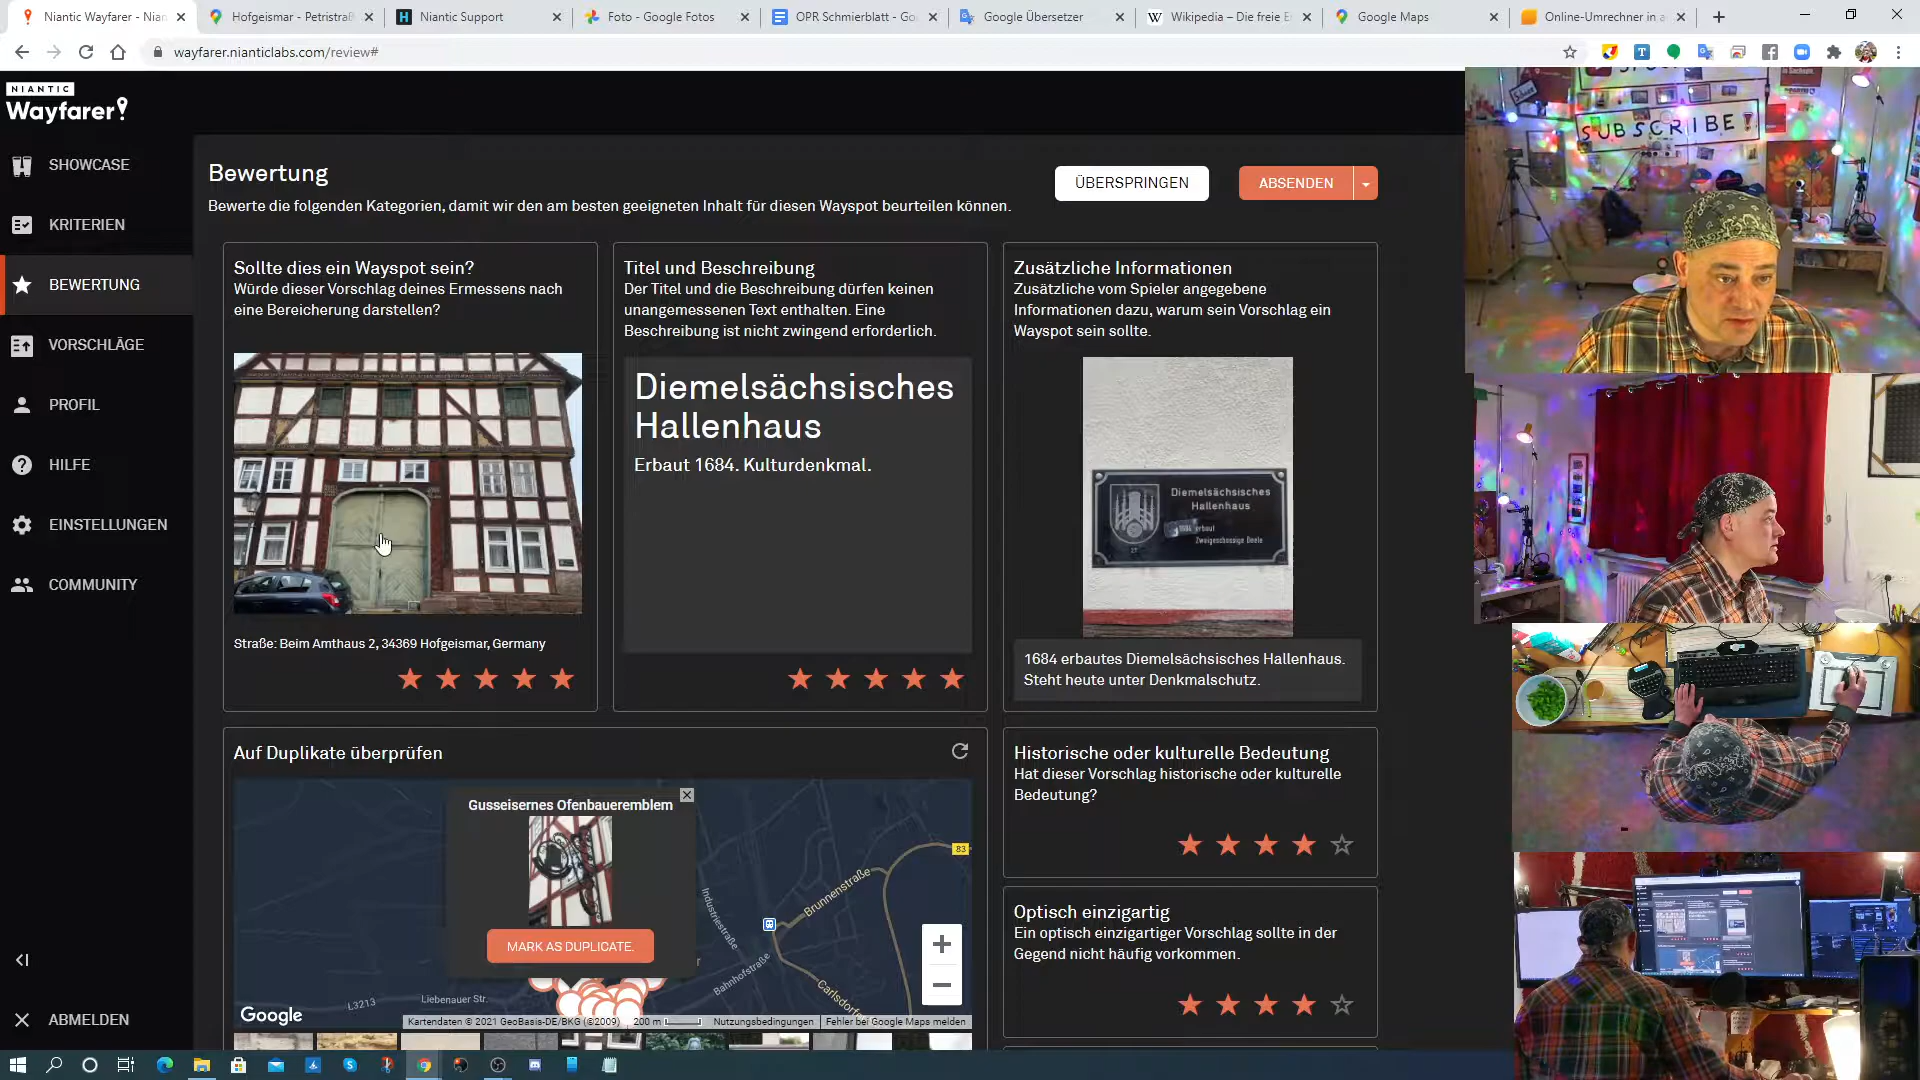 Niantic Wayfarer - Nian
Hofgeismar - Petristraß
Niantic Support
Foto - Google Fotos
OPR Schmierblatt - Go
Google Übersetzer
Wikipedia – Die freie E
Google Maps
Online-Umrechner in a
wayfarer.nianticlabs.com/review#
NIANTIC
Wayfarer
SHOWCASE
KRITERIEN
BEWERTUNG
VORSCHLÄGE
PROFIL
HILFE
EINSTELLUNGEN
COMMUNITY
ABMELDEN
Bewertung
Bewerte die folgenden Kategorien, damit wir den am besten geeigneten Inhalt für diesen Wayspot beurteilen können.
ÜBERSPRINGEN
ABSENDEN
Sollte dies ein Wayspot sein?
Würde dieser Vorschlag deines Ermessens nach
eine Bereicherung darstellen?
Straße: Beim Amthaus 2, 34369 Hofgeismar, Germany
Titel und Beschreibung
Der Titel und die Beschreibung dürfen keinen
unangemessenen Text enthalten. Eine
Beschreibung ist nicht zwingend erforderlich.
Diemelsächsisches
Hallenhaus
Erbaut 1684. Kulturdenkmal.
Zusätzliche Informationen
Zusätzliche vom Spieler angegebene
Informationen dazu, warum sein Vorschlag ein
Wayspot sein sollte.
Diemelsächsisches
Hallenhaus
1684 erbaut
Zweigeschossige Deele
1684 erbautes Diemelsächsisches Hallenhaus.
Steht heute unter Denkmalschutz.
Auf Duplikate überprüfen
Gusseisernes Ofenbaueremblem
MARK AS DUPLICATE.
83
Brunnenstraße
Industriestraße
Bahnhofstraße
Carlsdorfer
L3213
Liebenauer Str.
Google
Kartendaten © 2021 GeoBasis-DE/BKG (©2009)
200 m
Nutzungsbedingungen
Fehler bei Google Maps melden
Historische oder kulturelle Bedeutung
Hat dieser Vorschlag historische oder kulturelle
Bedeutung?
Optisch einzigartig
Ein optisch einzigartiger Vorschlag sollte in der
Gegend nicht häufig vorkommen.
SUBSCRIBE!